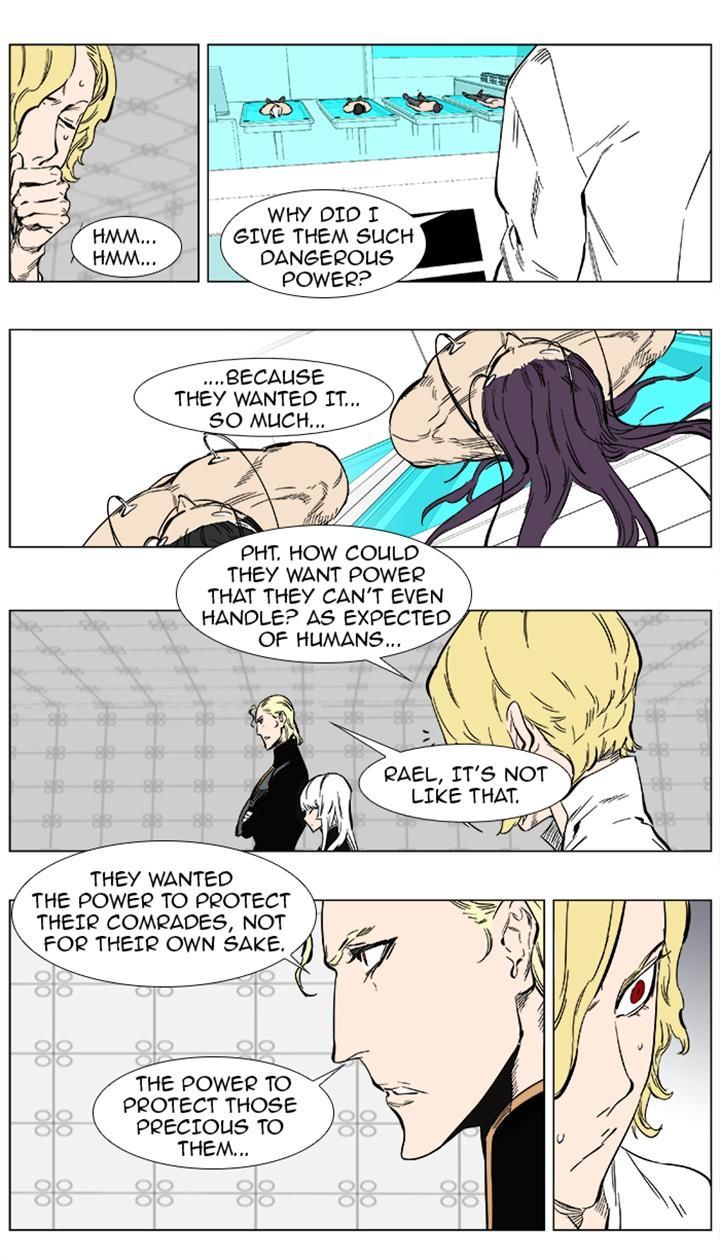 HMM...
HMM...
WHY DID I
GIVE THEM SUCH
DANGEROUS
POWER?
....BECAUSE
THEY WANTED IT...
SO MUCH...
PHT. HOW COULD
THEY WANT POWER
THAT THEY CAN'T EVEN
HANDLE? AS EXPECTED
OF HUMANS...
RAEL, IT'S NOT
LIKE THAT.
THEY WANTED
THE POWER TO PROTECT
THEIR COMRADES, NOT
FOR THEIR OWN SAKE.
THE POWER TO
PROTECT THOSE
PRECIOUS TO
THEM...